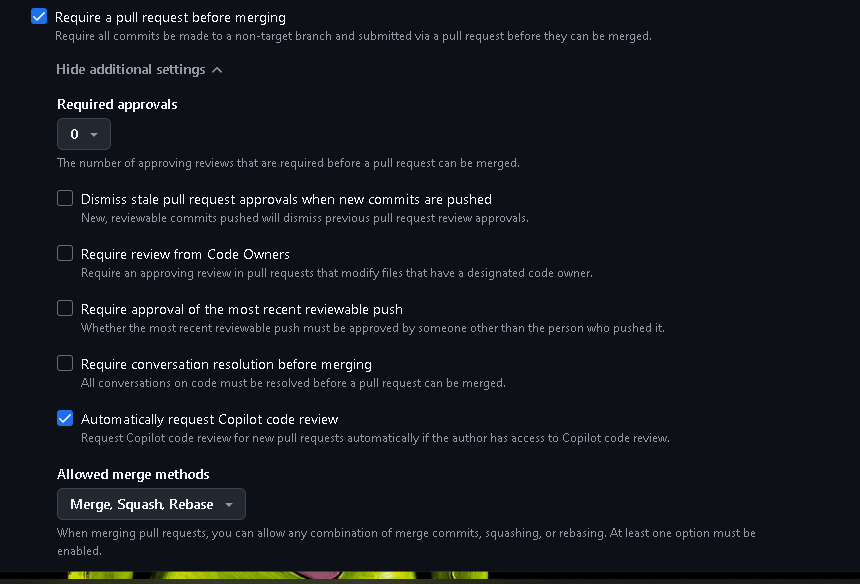 Require a pull request before merging
Require all commits be made to a non-target branch and submitted via a pull request before they can be merged.
Hide additional settings
Required approvals
0
The number of approving reviews that are required before a pull request can be merged.
Dismiss stale pull request approvals when new commits are pushed
New, reviewable commits pushed will dismiss previous pull request review approvals.
Require review from Code Owners
Require an approving review in pull requests that modify files that have a designated code owner.
Require approval of the most recent reviewable push
Whether the most recent reviewable push must be approved by someone other than the person who pushed it.
Require conversation resolution before merging
All conversations on code must be resolved before a pull request can be merged.
Automatically request Copilot code review
Request Copilot code review for new pull requests automatically if the author has access to Copilot code review.
Allowed merge methods
Merge, Squash, Rebase
When merging pull requests, you can allow any combination of merge commits, squashing, or rebasing. At least one option must be
enabled.